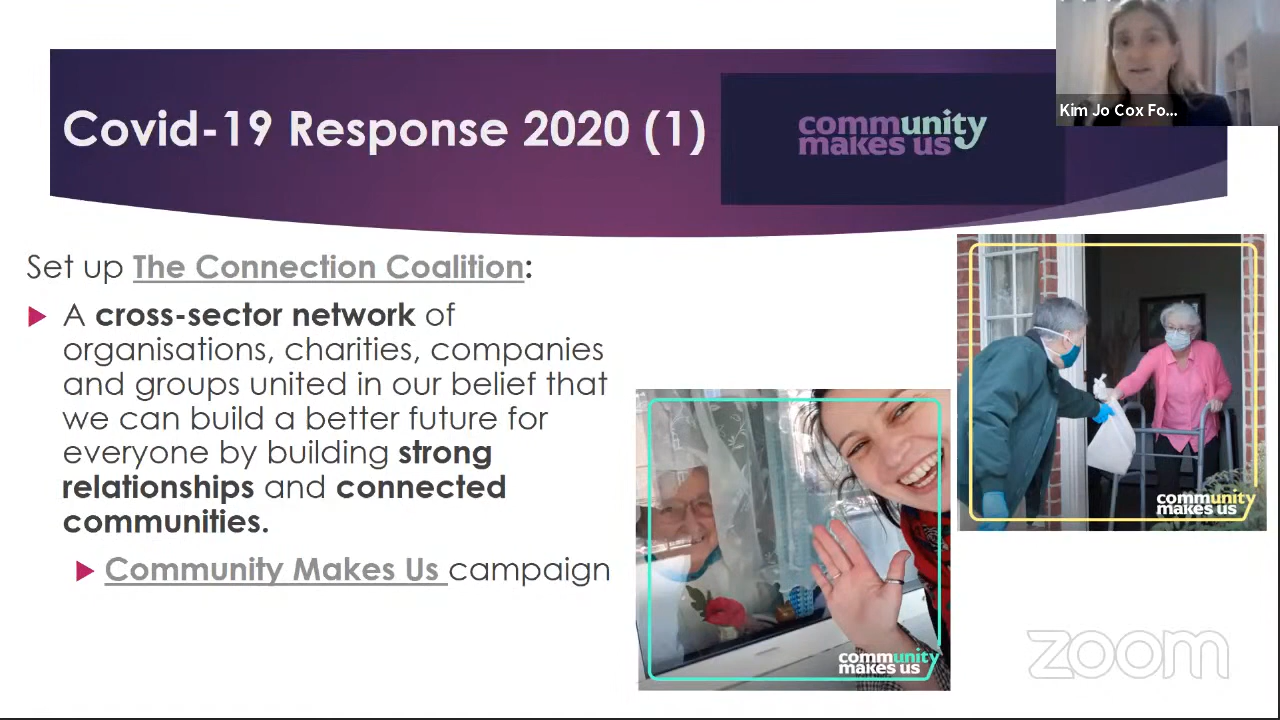 Covid-19 Response 2020 (1)
community
makes us
Kim Jo Cox Fo...
Set up The Connection Coalition:
A cross-sector network of
organisations, charities, companies
and groups united in our belief that
we can build a better future for
everyone by building strong
relationships and connected
communities.
Community Makes Us campaign
community
makes us
community
makes us
zoom